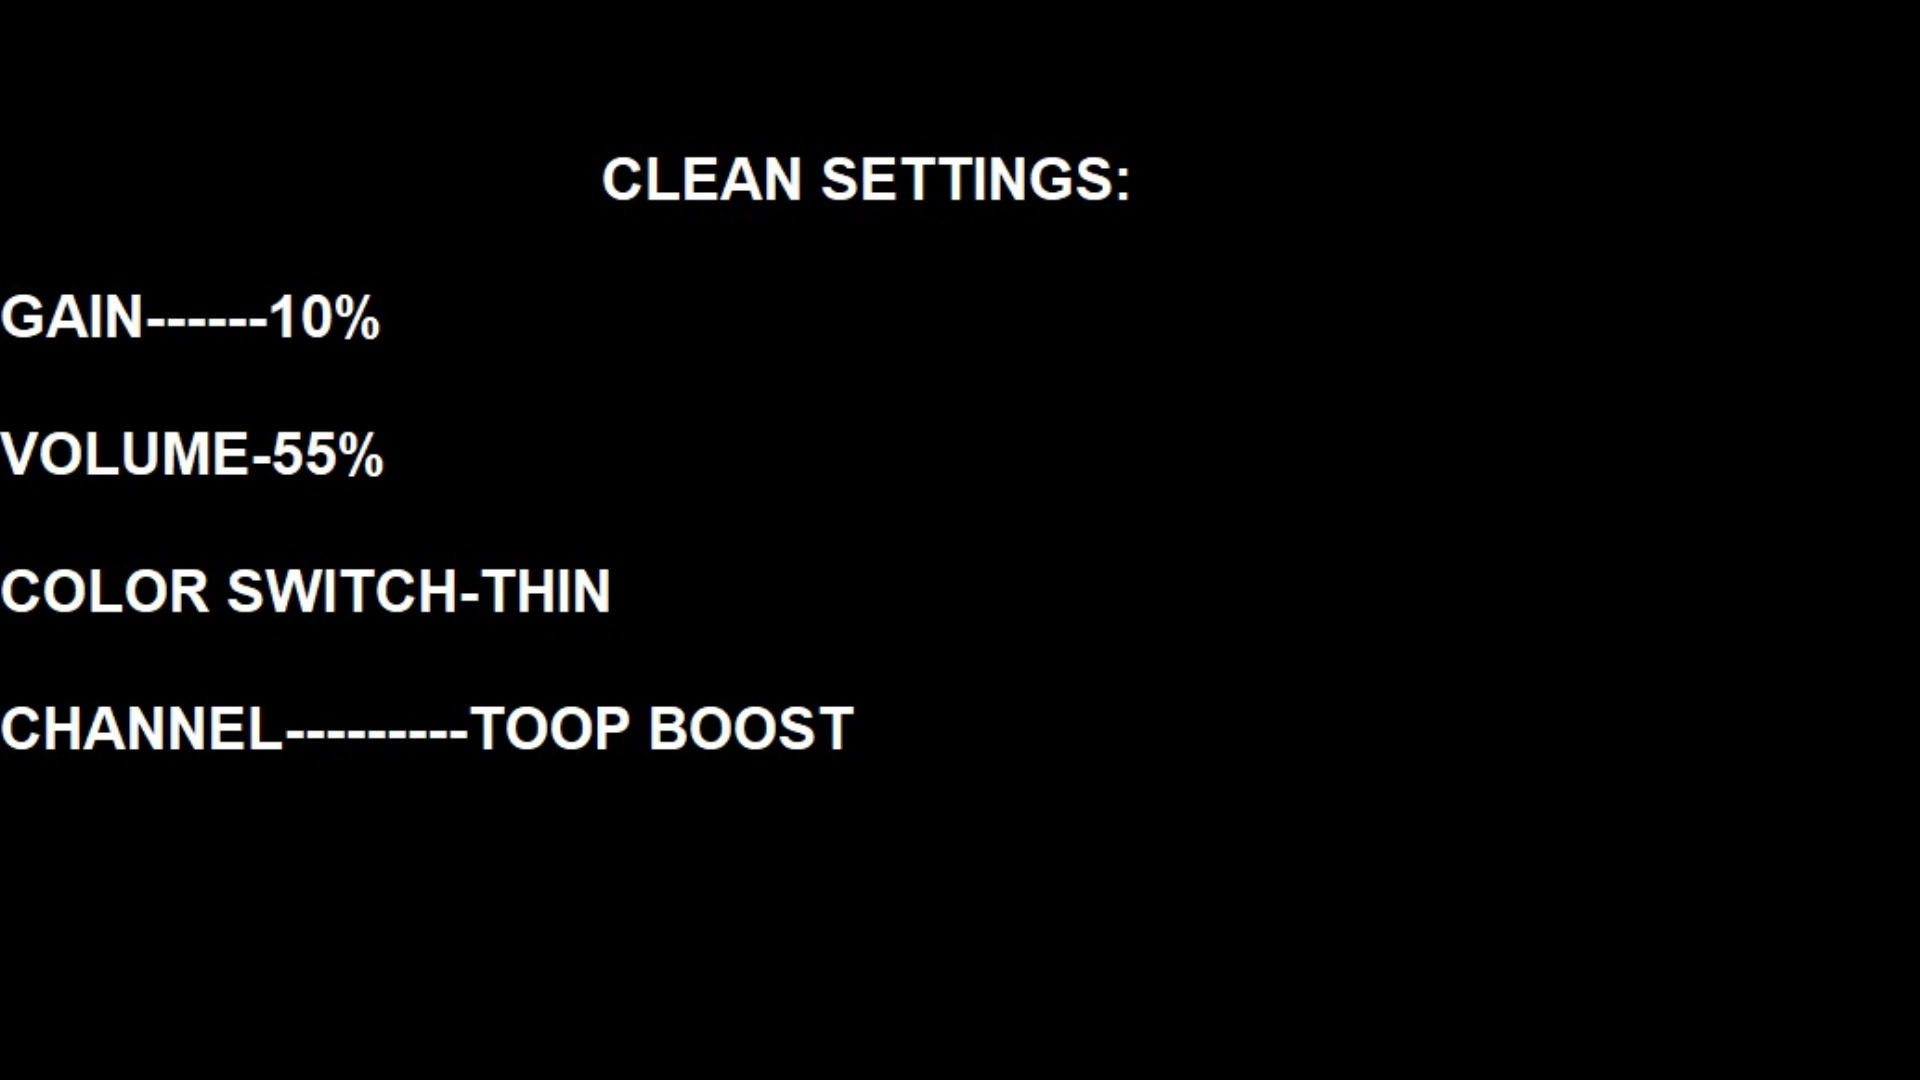 CLEAN SETTINGS:
GAIN------10%
VOLUME-55%
COLOR SWITCH-THIN
CHANNEL---------TOOP BOOST